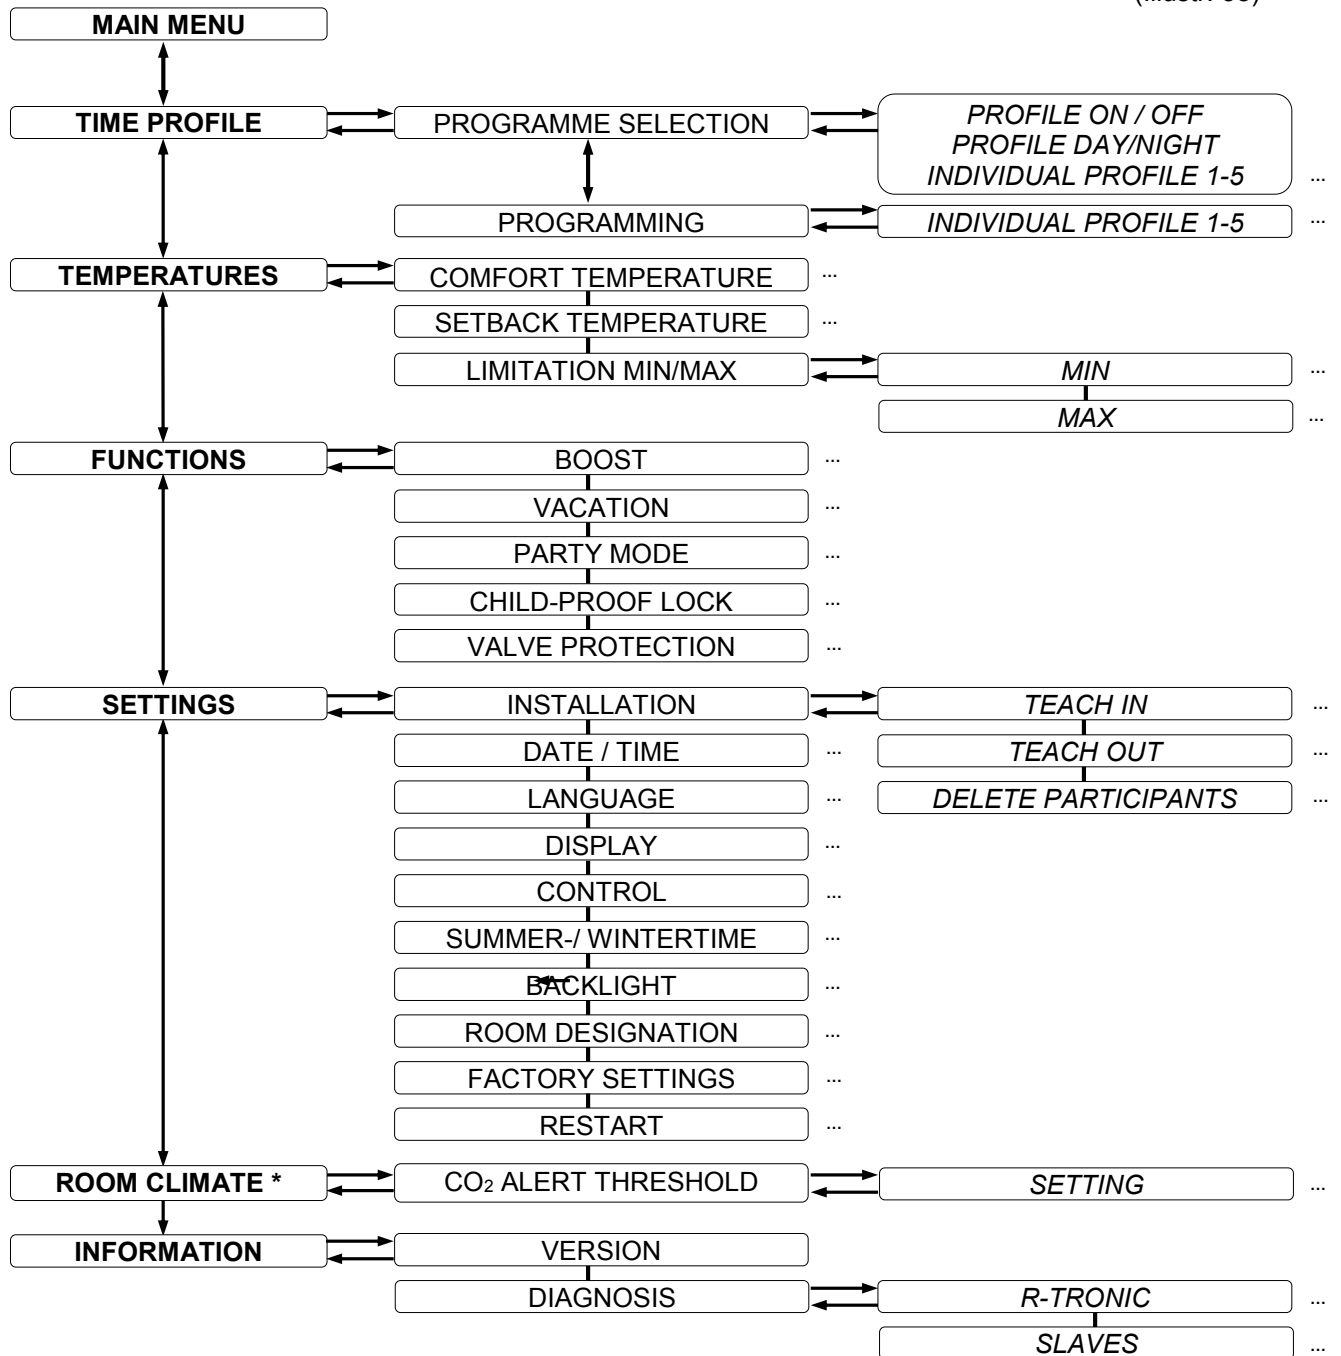 MAIN MENU
TIME PROFILE
PROGRAMME SELECTION
PROFILE ON / OFF
PROFILE DAY/NIGHT
INDIVIDUAL PROFILE 1-5
...
PROGRAMMING
INDIVIDUAL PROFILE 1-5
...
TEMPERATURES
COMFORT TEMPERATURE
...
SETBACK TEMPERATURE
...
LIMITATION MIN/MAX
MIN
...
MAX
...
FUNCTIONS
BOOST
...
VACATION
...
PARTY MODE
...
CHILD-PROOF LOCK
...
VALVE PROTECTION
...
SETTINGS
INSTALLATION
TEACH IN
...
DATE / TIME
...
TEACH OUT
...
LANGUAGE
...
DELETE PARTICIPANTS
...
DISPLAY
...
CONTROL
...
SUMMER-/ WINTERTIME
...
BACKLIGHT
...
ROOM DESIGNATION
...
FACTORY SETTINGS
...
RESTART
...
ROOM CLIMATE *
CO2 ALERT THRESHOLD
SETTING
...
INFORMATION
VERSION
DIAGNOSIS
R-TRONIC
...
SLAVES
...